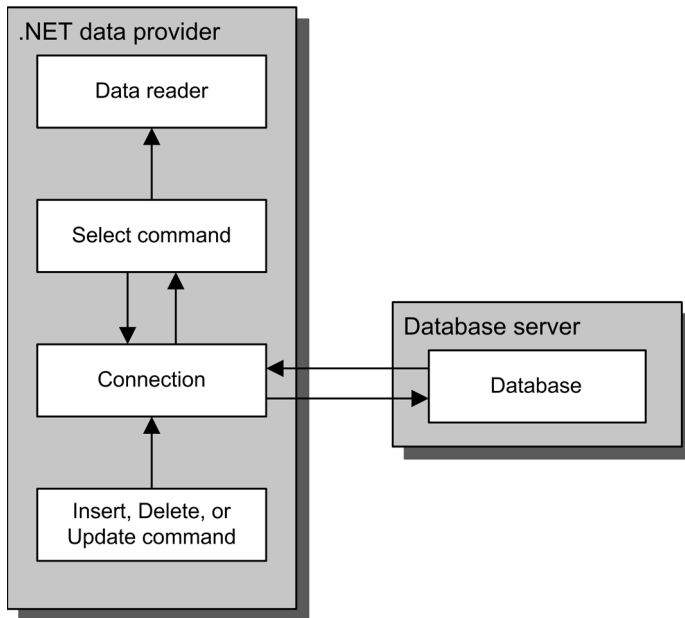 .NET data provider
Data reader
Select command
Connection
Insert, Delete, or
Update command
Database server
Database